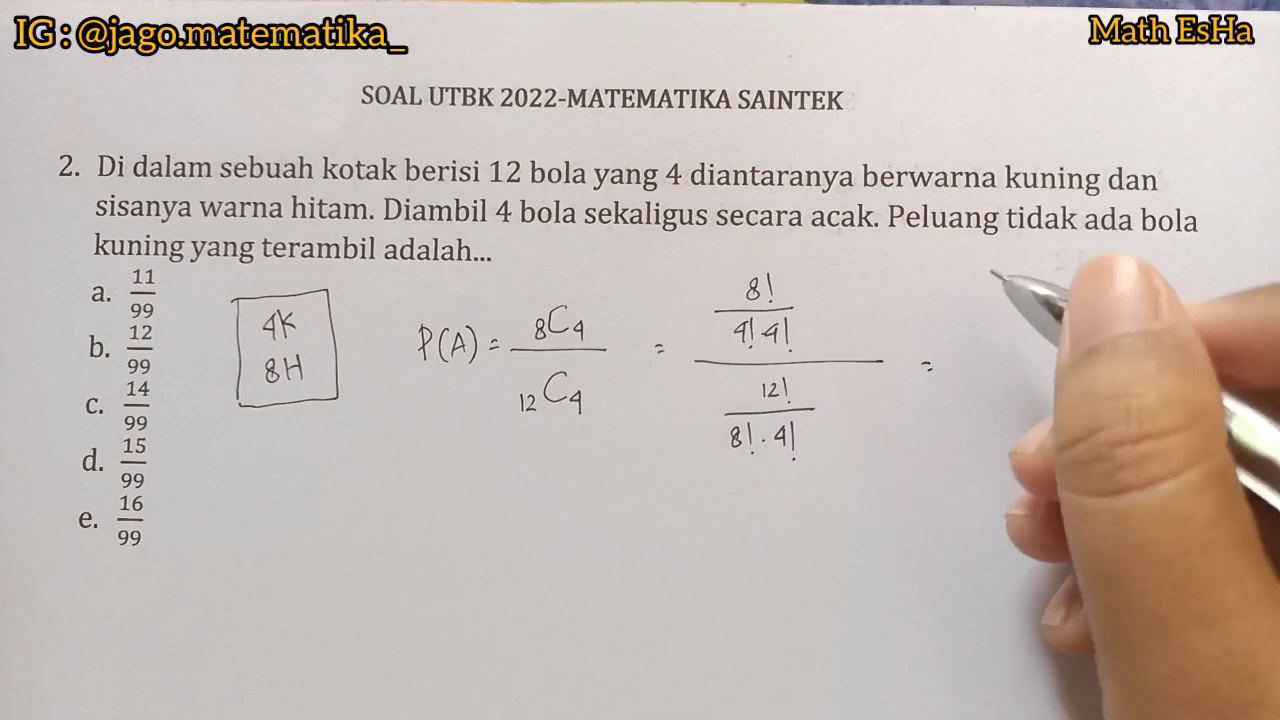 IG : @jago.matematika_
Math EsHa
SOAL UTBK 2022-MATEMATIKA SAINTEK
2. Di dalam sebuah kotak berisi 12 bola yang 4 diantaranya berwarna kuning dan
sisanya warna hitam. Diambil 4 bola sekaligus secara acak. Peluang tidak ada bola
kuning yang terambil adalah...
a. 11/99
b. 12/99
c. 14/99
d. 15/99
e. 16/99
4K
8H
P(A) = ₈C₄ / ₁₂C₄ = (8! / 4! 4!) / (12! / 8! . 4!) =